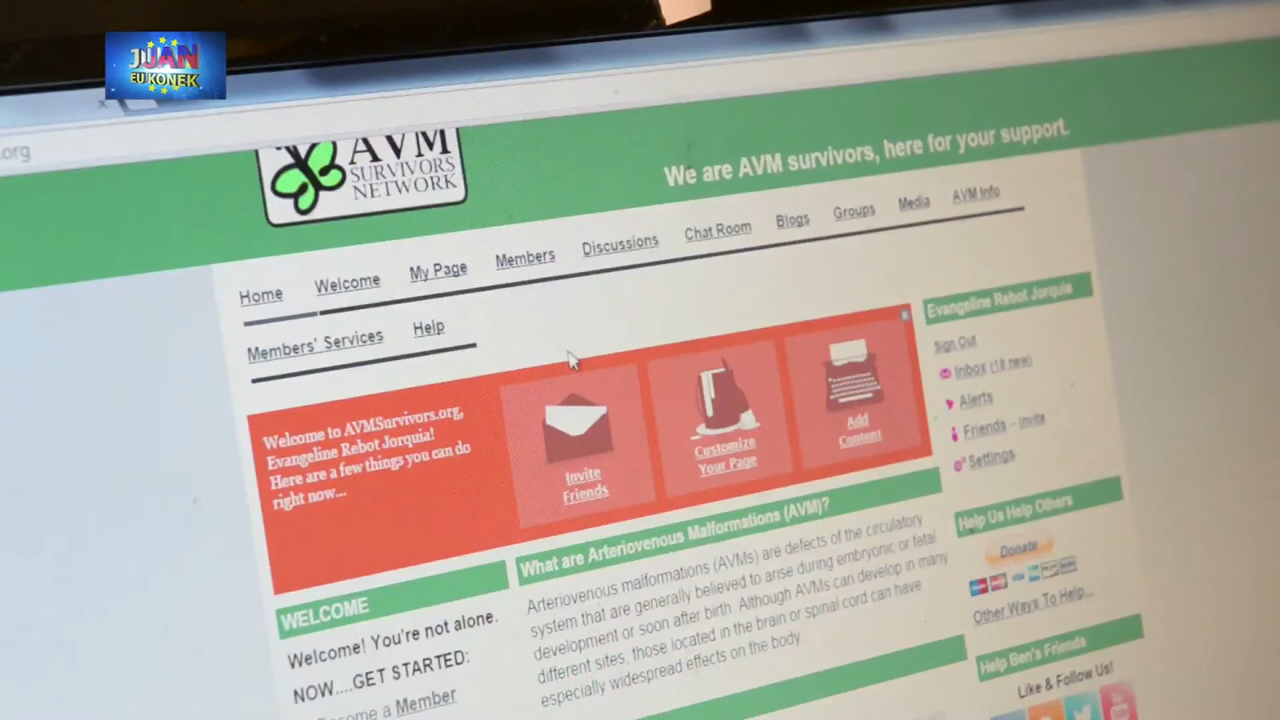 JUAN
EU KONEK
.org
AVM
SURVIVORS
NETWORK
We are AVM survivors, here for your support.
Home
Welcome
My Page
Members
Discussions
Chat Room
Blogs
Groups
Media
AVM Info
Members' Services
Help
Welcome to AVMSurvivors.org,
Evangeline Rebot Jorquia!
Here are a few things you can do
right now...
Invite
Friends
Customize
Your Page
Add
Content
Evangeline Rebot Jorquia
Sign Out
Inbox (18 new)
Alerts
Friends – Invite
Settings
WELCOME
Welcome! You're not alone.
NOW....GET STARTED:
Become a Member
What are Arteriovenous Malformations (AVM)?
Arteriovenous malformations (AVMs) are defects of the circulatory
system that are generally believed to arise during embryonic or fetal
development or soon after birth. Although AVMs can develop in many
different sites, those located in the brain or spinal cord can have
especially widespread effects on the body
Help Us Help Others
Donate
Other Ways To Help...
Help Ben's Friends
Like & Follow Us!